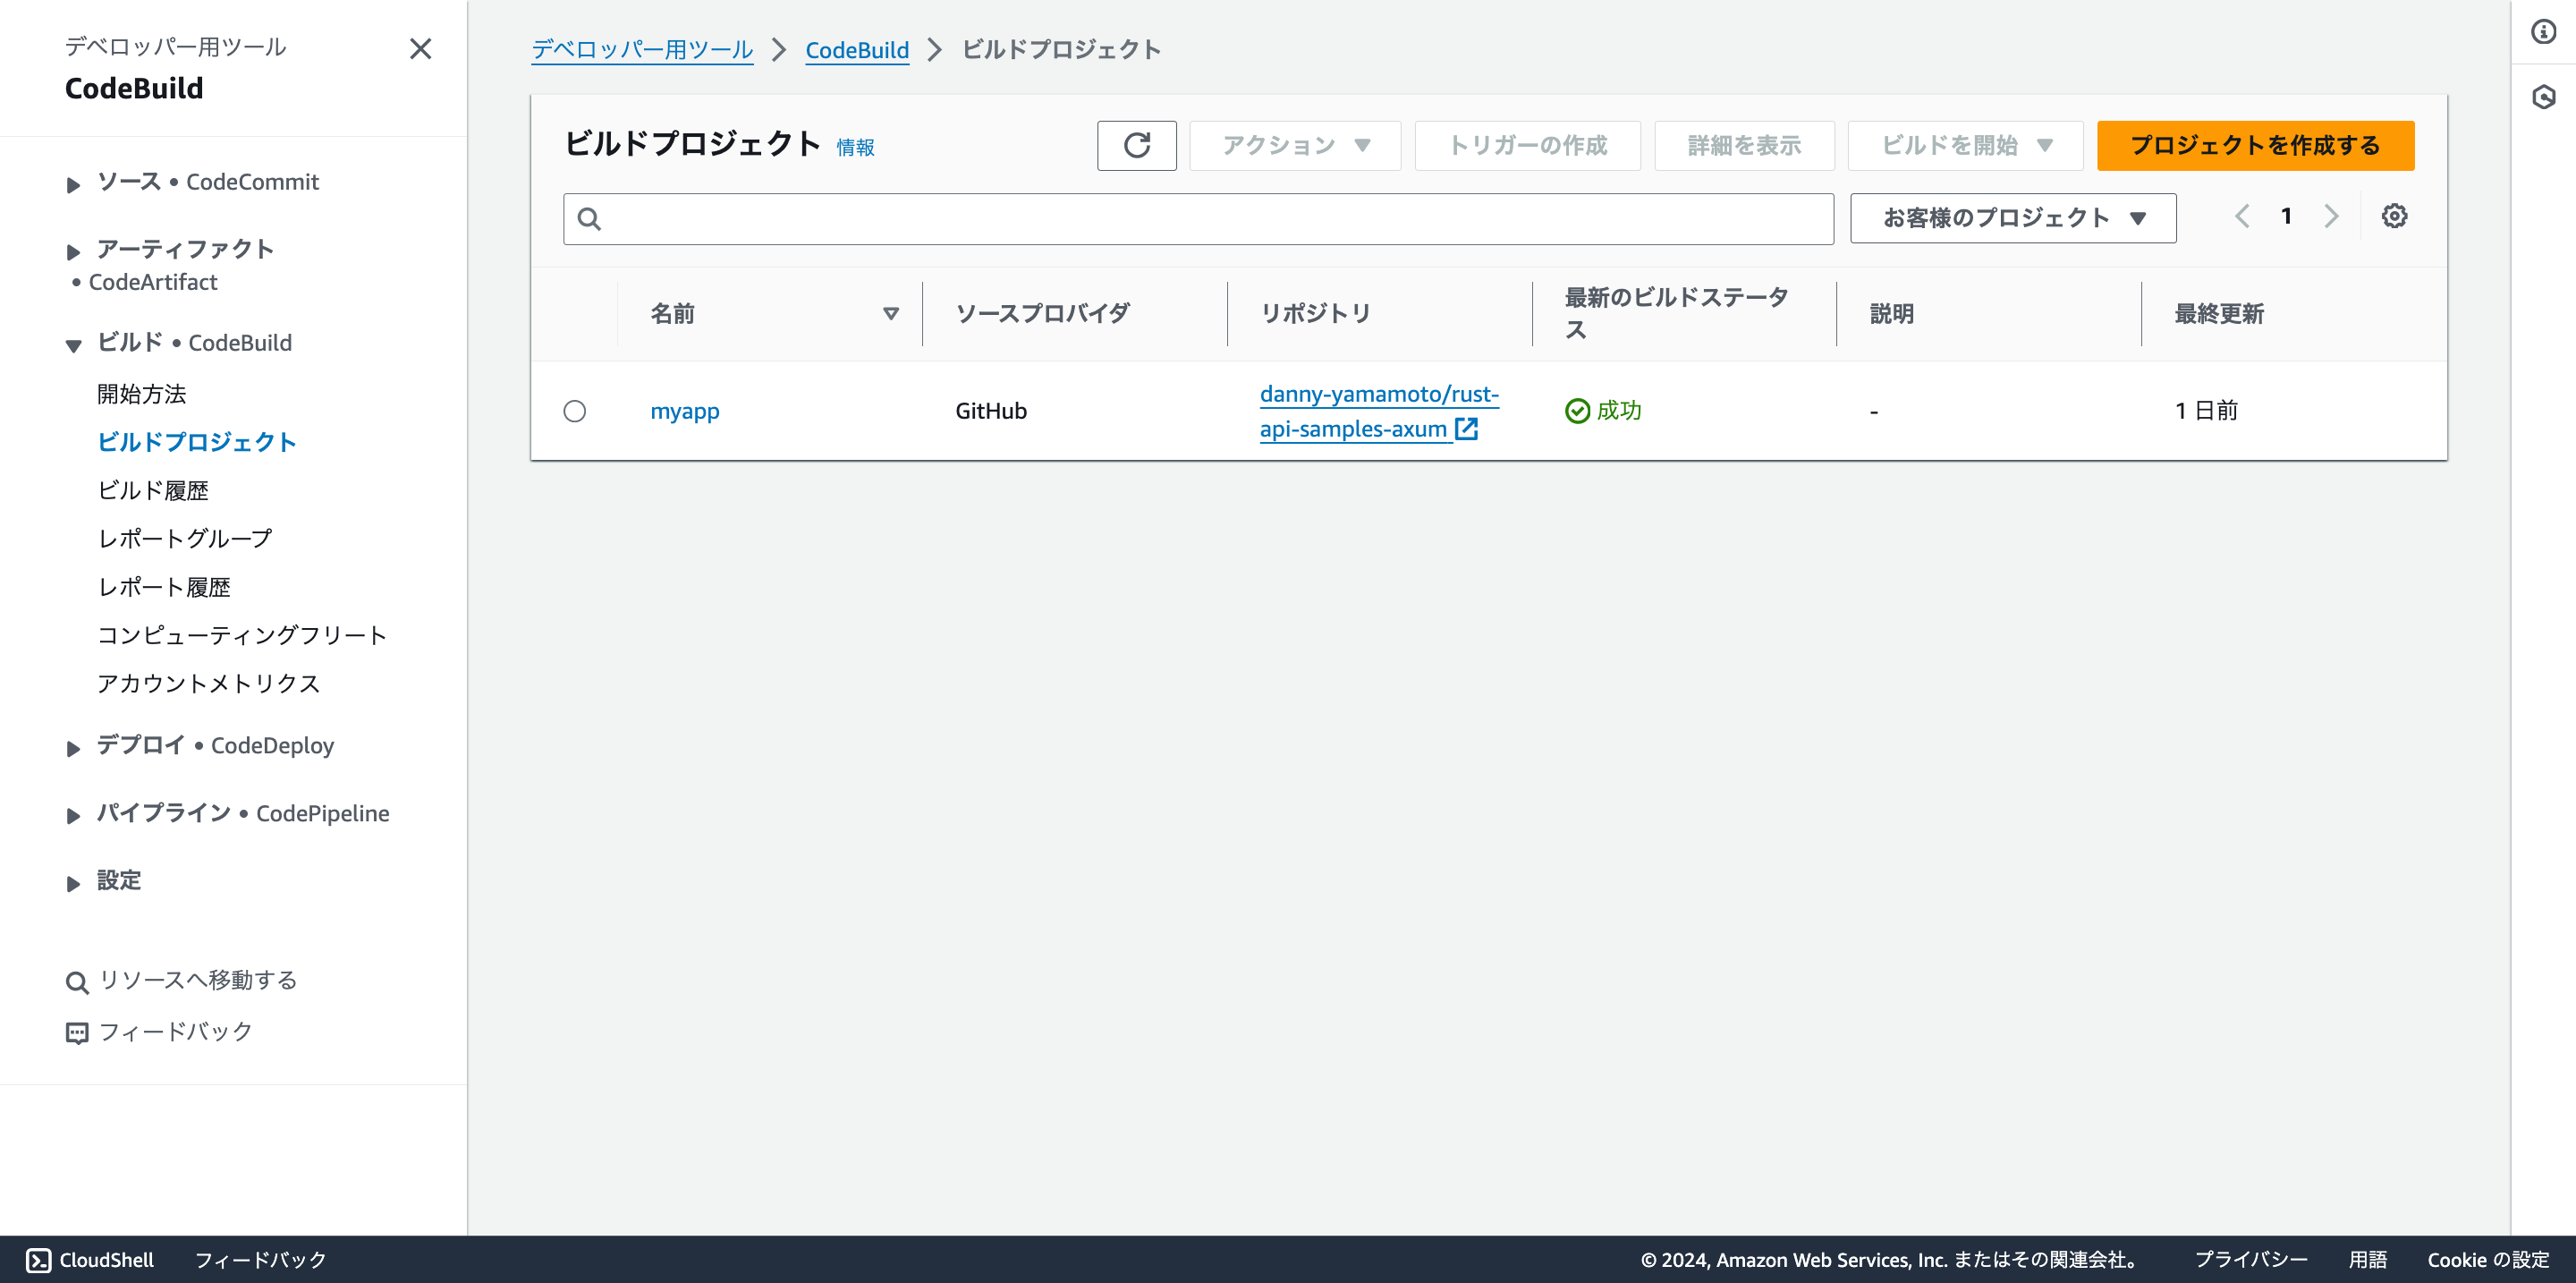 デベロッパー用ツール
CodeBuild
ソース • CodeCommit
アーティファクト
• CodeArtifact
ビルド • CodeBuild
開始方法
ビルドプロジェクト
ビルド履歴
レポートグループ
レポート履歴
コンピューティングフリート
アカウントメトリクス
デプロイ • CodeDeploy
パイプライン • CodePipeline
設定
リソースへ移動する
フィードバック
デベロッパー用ツール
CodeBuild
ビルドプロジェクト
ビルドプロジェクト 情報
アクション
トリガーの作成
詳細を表示
ビルドを開始
プロジェクトを作成する
お客様のプロジェクト
1
名前
ソースプロバイダ
リポジトリ
最新のビルドステータ
ス
説明
最終更新
myapp
GitHub
danny-yamamoto/rust-
api-samples-axum
成功
-
1 日前
CloudShell
フィードバック
© 2024, Amazon Web Services, Inc. またはその関連会社。
プライバシー
用語
Cookie の設定